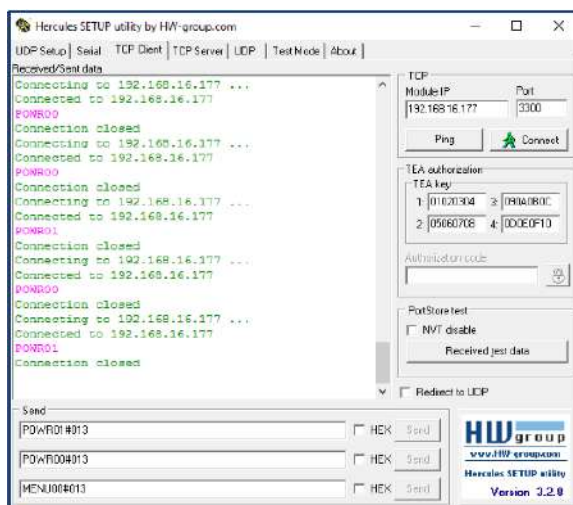 Hercules SETUP utility by HW-group.com
UDP Setup Serial TCP Client TCP Server UDP Test Mode About
Received/Sent data
Connecting to 192.168.16.177 ...
Connected to 192.168.16.177
POWR00
Connection closed
Connecting to 192.168.16.177 ...
Connected to 192.168.16.177
POWR00
Connection closed
Connecting to 192.168.16.177 ...
Connected to 192.168.16.177
POWR01
Connection closed
Connecting to 192.168.16.177 ...
Connected to 192.168.16.177
POWR00
Connection closed
Connecting to 192.168.16.177 ...
Connected to 192.168.16.177
POWR01
Connection closed
TCP
Module IP Port
192.168.16.177 3300
Ping Connect
TEA authorization
TEA key
1: 01020304 3: 090A0B0C
2: 05060708 4: 0D0E0F10
Authorization code
PortStore test
NVT disable
Received test data
Redirect to UDP
Send
POWR01#013 HEX Send
POWR00#013 HEX Send
MENU00#013 HEX Send
HW group
www.HW-group.com
Hercules SETUP utility
Version 3.2.8